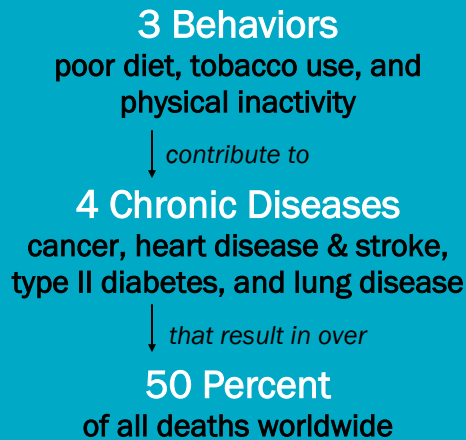 3 Behaviors
poor diet, tobacco use, and
physical inactivity
contribute to
4 Chronic Diseases
cancer, heart disease & stroke,
type II diabetes, and lung disease
that result in over
50 Percent
of all deaths worldwide